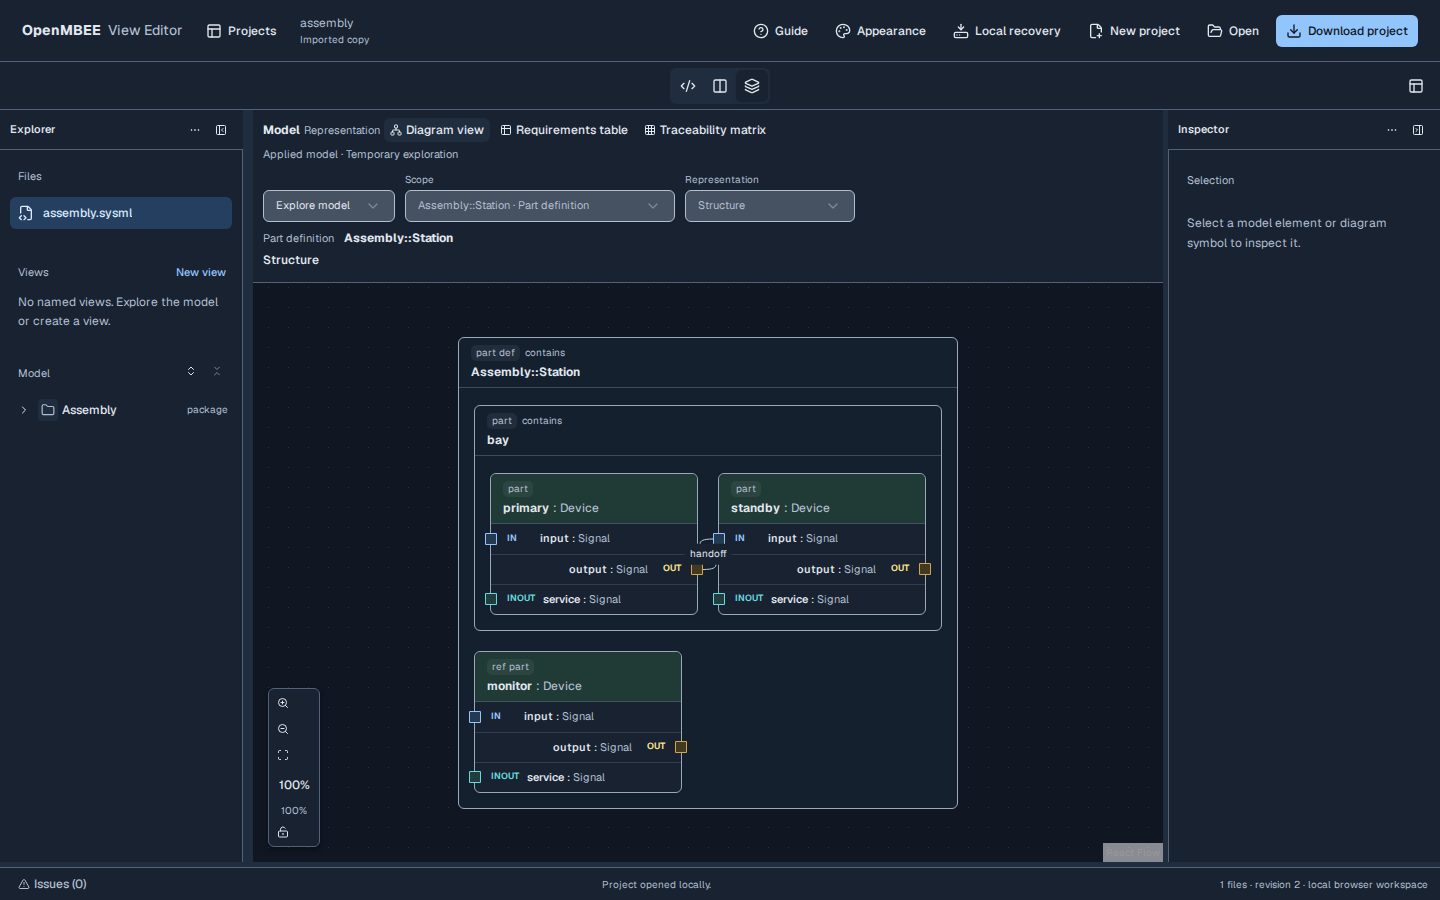 OpenMBEE View Editor
Projects
assembly
Imported copy
Guide
Appearance
Local recovery
New project
Open
Download project
Explorer
Files
assembly.sysml
Views
New view
No named views. Explore the model
or create a view.
Model
Assembly
package
Model Representation Diagram view Requirements table Traceability matrix
Applied model · Temporary exploration
Scope
Representation
Explore model
Assembly::Station · Part definition
Structure
Part definition Assembly::Station
Structure
part def contains
Assembly::Station
part contains
bay
part
primary : Device
IN input : Signal
output : Signal OUT
INOUT service : Signal
handoff
part
standby : Device
IN input : Signal
output : Signal OUT
INOUT service : Signal
ref part
monitor : Device
IN input : Signal
output : Signal OUT
INOUT service : Signal
100%
100%
React Flow
Inspector
Selection
Select a model element or diagram
symbol to inspect it.
Issues (0)
Project opened locally.
1 files · revision 2 · local browser workspace